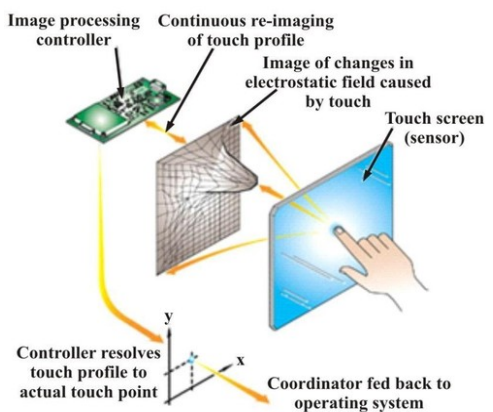 Image processing
controller
Continuous re-imaging
of touch profile
Image of changes in
electrostatic field caused
by touch
Touch screen
(sensor)
y
x
Controller resolves
touch profile to
actual touch point
Coordinator fed back to
operating system